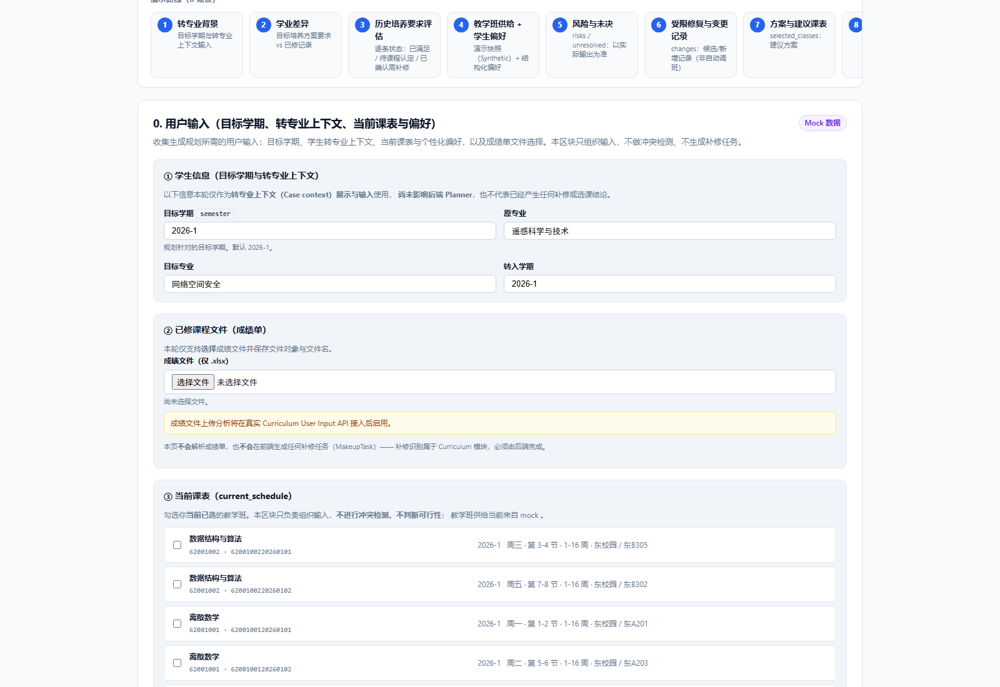 1 转专业背景
目标学期与转专业
上下文输入
2 学业差异
目标培养方案要求
vs 已修记录
3 历史培养要求评
估
逐条状态：已满足
/ 待课程认定 / 已
确认需补修
4 教学班供给 +
学生偏好
演示快照
（Synthetic）+ 结
构化偏好
5 风险与未决
risks /
unresolved：以实
际输出为准
6 受限修复与变更
记录
changes：候选/新
增记录（非自动调
班）
7 方案与建议课表
selected_classes：
建议方案
8
0. 用户输入（目标学期、转专业上下文、当前课表与偏好）
Mock 数据
收集生成规划所需的用户输入：目标学期、学生转专业上下文、当前课表与个性化偏好，以及成绩单文件选择。本区块只组织输入，不做冲突检测、不生成补修任务。
① 学生信息（目标学期与转专业上下文）
以下信息本轮仅作为转专业上下文（Case context）展示与输入使用， 尚未影响后端 Planner，也不代表已经产生任何补修或选课结论。
目标学期 semester
原专业
2026-1
遥感科学与技术
规划针对的目标学期。默认 2026-1。
目标专业
转入学期
网络空间安全
2026-1
② 已修课程文件（成绩单）
本轮仅支持选择成绩文件并保存文件对象与文件名。
成绩文件（仅 .xlsx）
选择文件 未选择文件
尚未选择文件。
成绩文件上传分析将在真实 Curriculum User Input API 接入后启用。
本页不会解析成绩单，也不会在前端生成任何补修任务（MakeupTask）—— 补修识别属于 Curriculum 模块，必须由后端完成。
③ 当前课表（current_schedule）
勾选你当前已选的教学班。本区块只负责组织输入，不进行冲突检测、不判断可行性； 教学班供给当前来自 mock 。
数据结构与算法
62001002 · 6200100220260101
2026-1 周三 · 第 3-4 节 · 1-16 周 · 东校园 / 东B305
数据结构与算法
62001002 · 6200100220260102
2026-1 周五 · 第 7-8 节 · 1-16 周 · 东校园 / 东B302
离散数学
62001001 · 6200100120260101
2026-1 周一 · 第 1-2 节 · 1-16 周 · 东校园 / 东A201
离散数学
62001001 · 6200100120260102
2026-1 周二 · 第 5-6 节 · 1-16 周 · 东校园 / 东A203